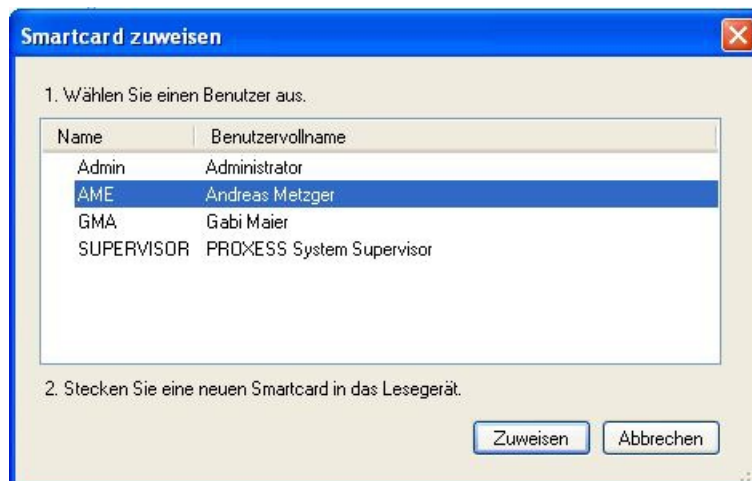 Smartcard zuweisen
1. Wählen Sie einen Benutzer aus.
Name Benutzervollname
Admin Administrator
AME Andreas Metzger
GMA Gabi Maier
SUPERVISOR PROXESS System Supervisor
2. Stecken Sie eine neuen Smartcard in das Lesegerät.
Zuweisen Abbrechen